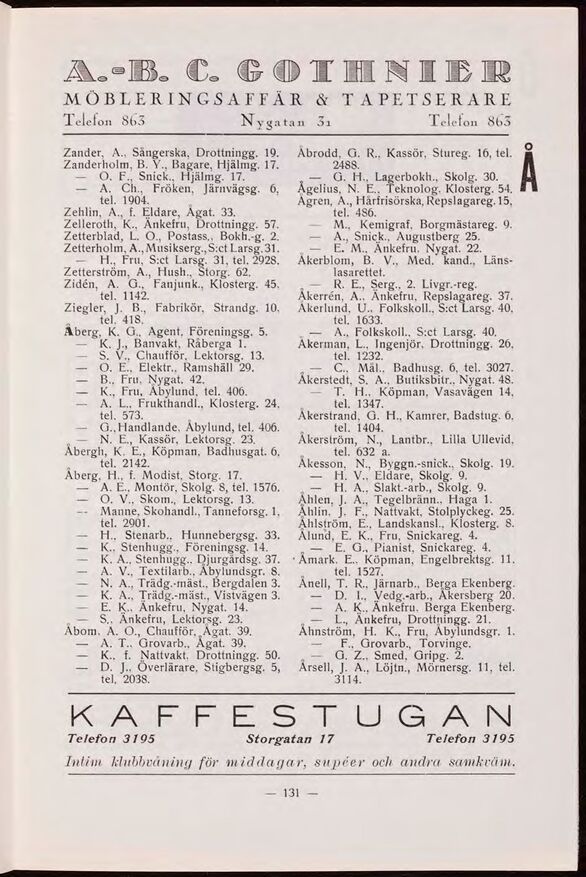 A.-B. C. GOTHNIER
MÖBLERINGSAFFÄR & TAPETSERARE
Telefon 863 Nygatan 31 Telefon 863
Zander, A., Sångerska, Drottningg. 19.
Zanderholm, B. Y., Bagare, Hjälmg. 17.
— O. F., Snick., Hjälmg. 17.
— A. Ch., Fröken, Järnvägsg. 6,
tel. 1904.
Zehlin, A., f. Eldare, Ågat. 33.
Zelleroth, K., Änkefru, Drottningg. 57.
Zetterblad, L. O., Postass., Bokh.-g. 2.
Zetterholm, A., Musikserg., S:ct Larsg. 31.
— H., Fru, S:ct Larsg. 31, tel. 2928.
Zetterström, A., Hush., Storg. 62.
Zidén, A. G., Fanjunk., Klosterg. 45,
tel. 1142.
Ziegler, J. B., Fabrikör, Strandg. 10,
tel. 418.
Åberg, K. G., Agent, Föreningsg. 5.
— K. J., Banvakt, Råberga 1.
— S. V., Chaufför, Lektorsg. 13.
— O. E., Elektr., Ramshäll 29.
— B., Fru, Nygat. 42.
— K., Fru, Åbylund, tel. 406.
— A. L., Frukthandl., Klosterg. 24,
tel. 573.
— G., Handlande, Åbylund, tel. 406.
— N. E., Kassör, Lektorsg. 23.
Åbergh, K. E., Köpman, Badhusgat. 6,
tel. 2142.
Åberg, H., f. Modist, Storg. 17.
— A. E., Montör, Skolg. 8, tel. 1576.
— O. V., Skom., Lektorsg. 13.
— Manne, Skohandl., Tanneforsg. 1,
tel. 2901.
— H., Stenarb., Hunnebergsg. 33.
— K., Stenhugg., Föreningsg. 14.
— K. A., Stenhugg., Djurgårdsg. 37.
— A. V., Textilarb., Åbylundsgr. 8.
— N. A., Trädg.-mäst., Bergdalen 3.
— K. A., Trädg.-mäst., Vistvägen 3.
— E. K., Änkefru, Nygat. 14.
— S., Änkefru, Lektorsg. 23.
Åbom, A. O., Chaufför, Ågat. 39.
— A. T., Grovarb., Ågat. 39.
— K., f. Nattvakt, Drottningg. 50.
— D. J., Överlärare, Stigbergsg. 5,
tel. 2038.
Åbrodd, G. R., Kassör, Stureg. 16, tel.
2488.
— G. H., Lagerbokh., Skolg. 30.
Ågelius, N. E., Teknolog, Klosterg. 54.
Ågren, A., Hårfrisörska, Repslagareg. 15,
tel. 486.
— M., Kemigraf, Borgmästareg. 9.
— A., Snick., Augustberg 25.
— E. M., Änkefru, Nygat. 22.
Åkerblom, B. V., Med. kand., Läns-
lasarettet.
— R. E., Serg., 2. Livgr.-reg.
Åkerrén, A., Änkefru, Repslagareg. 37.
Åkerlund, U., Folkskoll., S:ct Larsg. 40,
tel. 1633.
— A., Folkskoll., S:ct Larsg. 40.
Åkerman, L., Ingenjör, Drottningg. 26,
tel. 1232.
— C., Mål., Badhusg. 6, tel. 3027.
Åkerstedt, S. A., Butiksbitr., Nygat. 48.
— T. H., Köpman, Vasavägen 14,
tel. 1347.
Åkerstrand, G. H., Kamrer, Badstug. 6,
tel. 1404.
Åkerström, N., Lantbr., Lilla Ullevid,
tel. 632 a.
Åkesson, N., Byggn.-snick., Skolg. 19.
— H. V., Eldare, Skolg. 9.
— H. A., Slakt.-arb., Skolg. 9.
Åhlen, J. A., Tegelbränn., Haga 1.
Åhlin, J. F., Nattvakt, Stolplyckeg. 25.
Åhlström, E., Landskansl., Klosterg. 8.
Ålund, E. K., Fru, Snickareg. 4.
— E. G., Pianist, Snickareg. 4.
Åmark, E., Köpman, Engelbrektsg. 11,
tel. 1527.
Ånell, T. R., Järnarb., Berga Ekenberg.
— D. I., Vedg.-arb., Åkersberg 20.
— A. K., Änkefru, Berga Ekenberg.
— L., Änkefru, Drottningg. 21.
Åhnström, H. K., Fru, Åbylundsgr. 1.
— F., Grovarb., Torvinge.
— G. Z., Smed, Gripg. 2.
Årsell, J. A., Löjtn., Mörnersg. 11, tel.
3114.
Å
KAFFESTUGAN
Telefon 3195 Storgatan 17 Telefon 3195
Intim klubbvåning för middagar, supéer och andra samkväm.
— 131 —